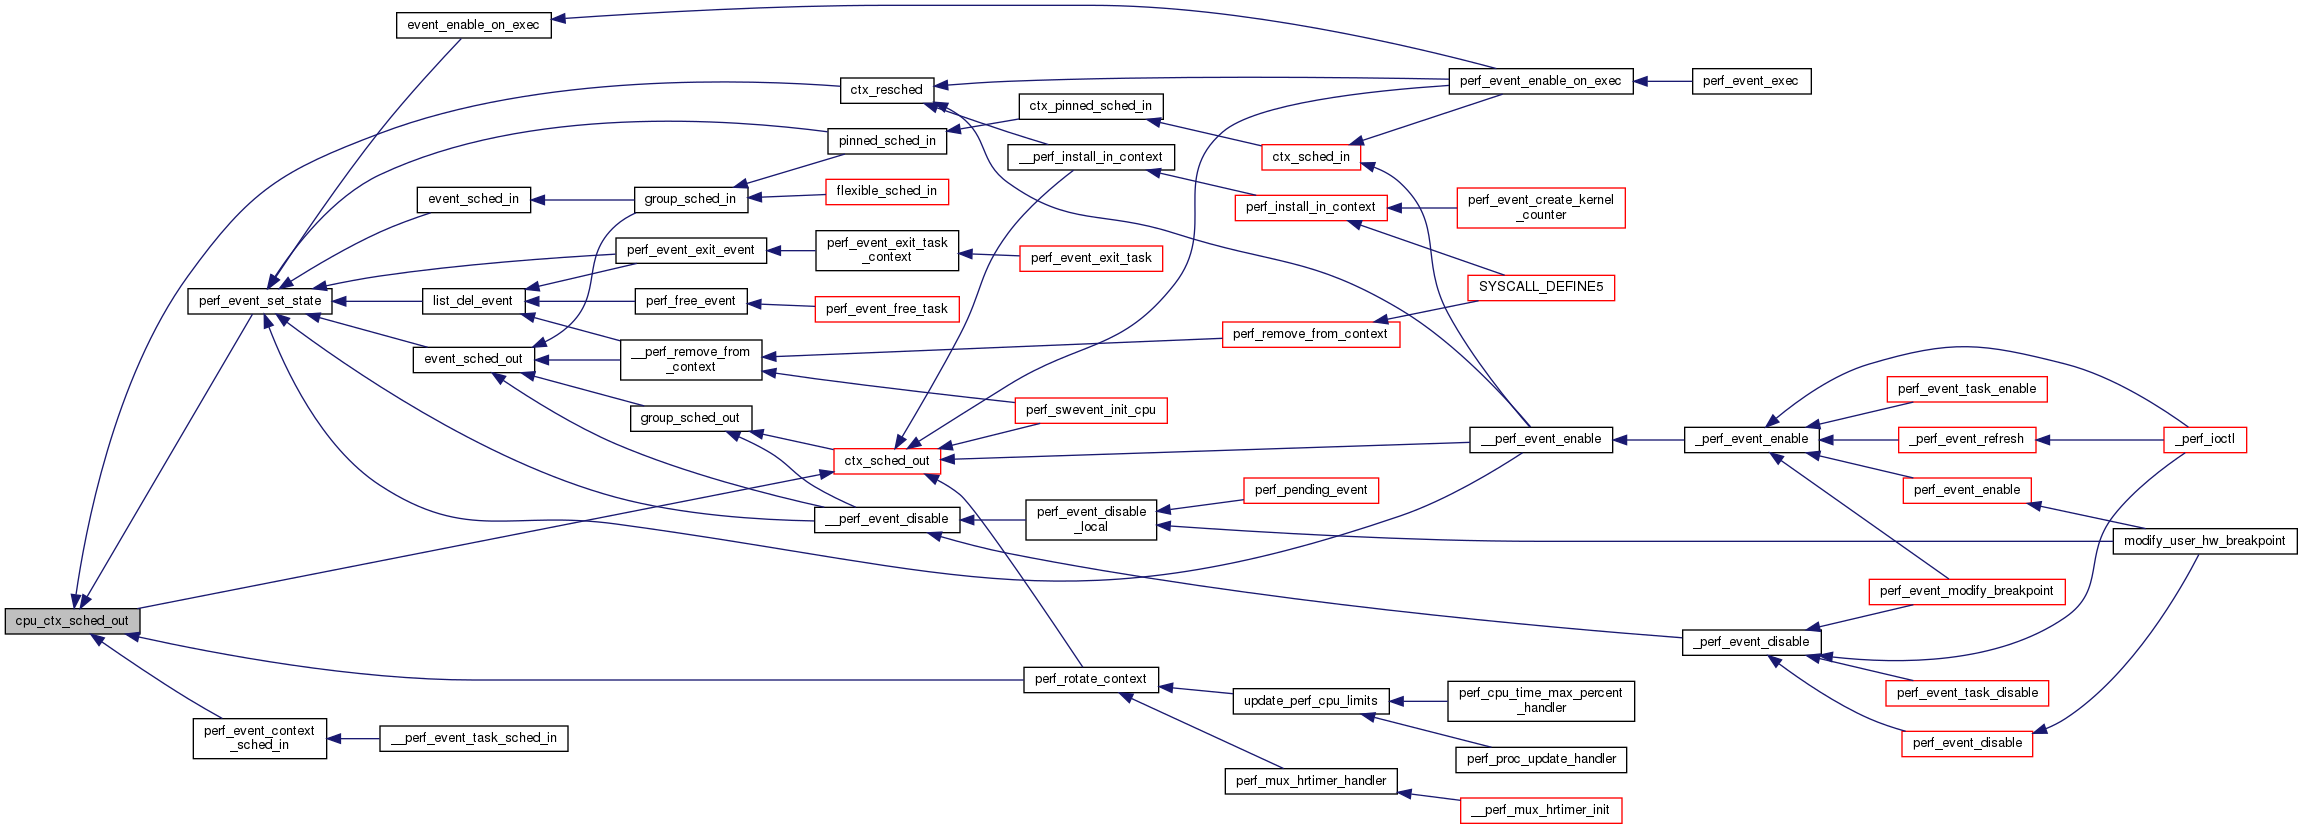 event_enable_on_exec
perf_event_enable_on_exec
perf_event_exec
ctx_resched
ctx_pinned_sched_in
pinned_sched_in
__perf_install_in_context
ctx_sched_in
event_sched_in
group_sched_in
flexible_sched_in
perf_install_in_context
perf_event_create_kernel
_counter
perf_event_exit_event
perf_event_exit_task
_context
perf_event_exit_task
perf_event_set_state
list_del_event
perf_free_event
perf_event_free_task
SYSCALL_DEFINE5
perf_remove_from_context
event_sched_out
__perf_remove_from
_context
perf_event_task_enable
group_sched_out
perf_swevent_init_cpu
ctx_sched_out
__perf_event_enable
_perf_event_enable
_perf_event_refresh
_perf_ioctl
perf_pending_event
perf_event_enable
__perf_event_disable
perf_event_disable
_local
modify_user_hw_breakpoint
perf_event_modify_breakpoint
cpu_ctx_sched_out
_perf_event_disable
perf_rotate_context
perf_event_task_disable
update_perf_cpu_limits
perf_cpu_time_max_percent
_handler
perf_event_context
_sched_in
__perf_event_task_sched_in
perf_event_disable
perf_proc_update_handler
perf_mux_hrtimer_handler
__perf_mux_hrtimer_init